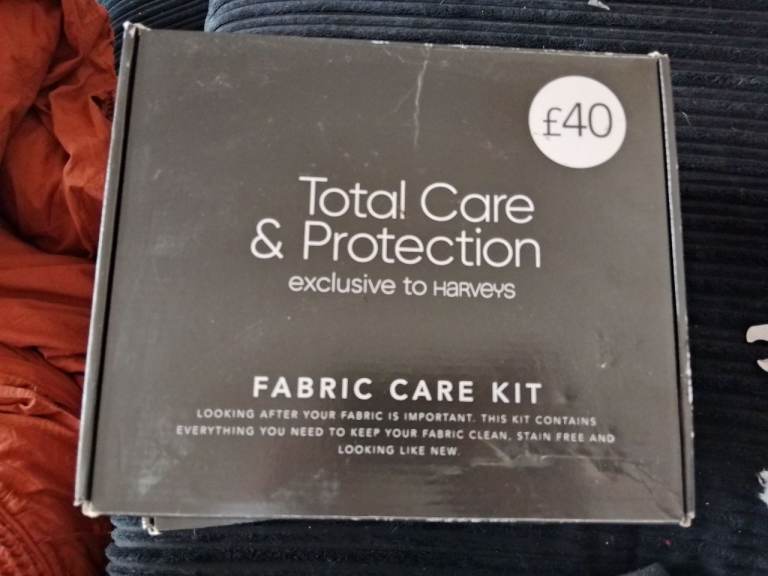 £40
Total Care
& Protection
exclusive to HARVEYS
FABRIC CARE KIT
LOOKING AFTER YOUR FABRIC IS IMPORTANT. THIS KIT CONTAINS
EVERYTHING YOU NEED TO KEEP YOUR FABRIC CLEAN, STAIN FREE AND
LOOKING LIKE NEW.